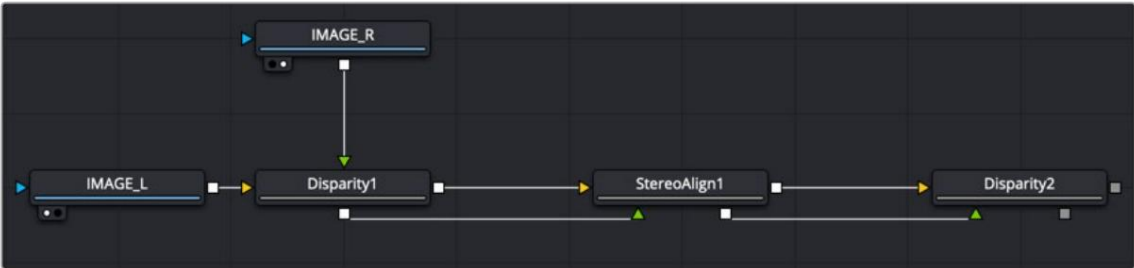 IMAGE_R
IMAGE_L
Disparity1
StereoAlign1
Disparity2